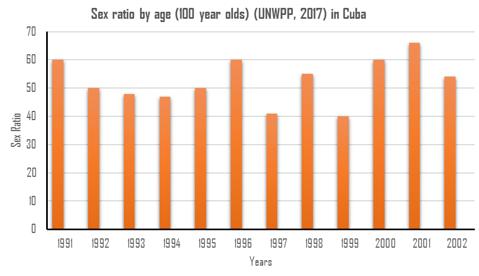 Sex ratio by age (100 year olds) (UNWPP, 2017) in Cuba
70
60
50
40
30
20
10
0
Sex Ratio
1991 1992 1993 1994 1995 1996 1997 1998 1999 2000 2001 2002
Years